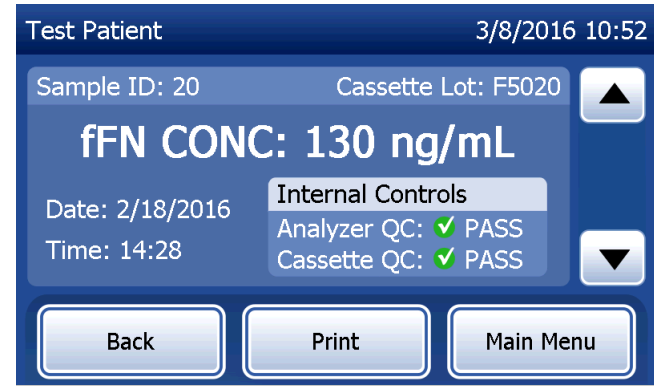 Test Patient 3/8/2016 10:52
Sample ID: 20 Cassette Lot: F5020
fFN CONC: 130 ng/mL
Date: 2/18/2016
Time: 14:28
Internal Controls
Analyzer QC: PASS
Cassette QC: PASS
Back Print Main Menu